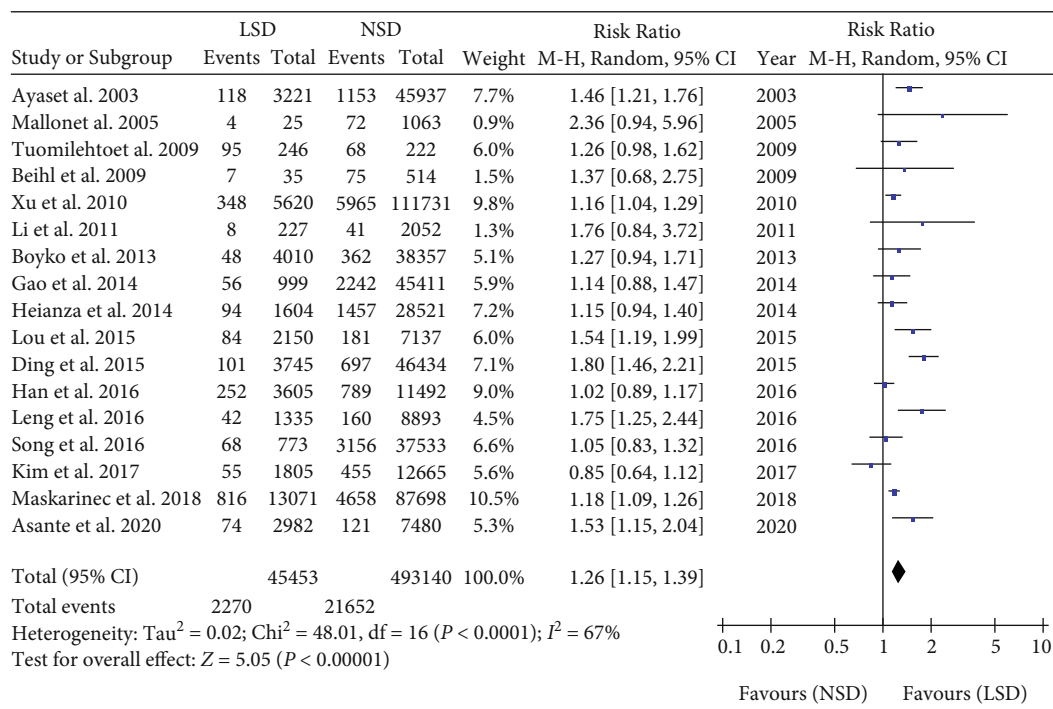 LSD NSD Risk Ratio Risk Ratio
Study or Subgroup Events Total Events Total Weight M-H, Random, 95% CI Year M-H, Random, 95% CI
Ayaset al. 2003 118 3221 1153 45937 7.7% 1.46 [1.21, 1.76] 2003
Mallonet al. 2005 4 25 72 1063 0.9% 2.36 [0.94, 5.96] 2005
Tuomilehtoet al. 2009 95 246 68 222 6.0% 1.26 [0.98, 1.62] 2009
Beihl et al. 2009 7 35 75 514 1.5% 1.37 [0.68, 2.75] 2009
Xu et al. 2010 348 5620 5965 111731 9.8% 1.16 [1.04, 1.29] 2010
Li et al. 2011 8 227 41 2052 1.3% 1.76 [0.84, 3.72] 2011
Boyko et al. 2013 48 4010 362 38357 5.1% 1.27 [0.94, 1.71] 2013
Gao et al. 2014 56 999 2242 45411 5.9% 1.14 [0.88, 1.47] 2014
Heianza et al. 2014 94 1604 1457 28521 7.2% 1.15 [0.94, 1.40] 2014
Lou et al. 2015 84 2150 181 7137 5.8% 1.54 [1.19, 1.99] 2015
Ding et al. 2015 101 3745 697 46434 7.1% 1.80 [1.46, 2.21] 2015
Han et al. 2016 252 3605 789 11492 9.0% 1.02 [0.89, 1.17] 2016
Leng et al. 2016 42 1335 160 8893 4.5% 1.75 [1.25, 2.44] 2016
Song et al. 2016 68 773 3156 37533 6.6% 1.05 [0.83, 1.32] 2016
Kim et al. 2017 55 1805 455 12665 5.6% 0.85 [0.64, 1.12] 2017
Maskarinec et al. 2018 816 13071 4658 87698 10.5% 1.18 [1.09, 1.26] 2018
Asante et al. 2020 74 2982 121 7480 5.3% 1.53 [1.15, 2.04] 2020
Total (95% CI) 45453 493140 100.0% 1.26 [1.15, 1.39]
Total events 2270 21652
Heterogeneity: Tau² = 0.02; Chi² = 48.01, df = 16 (P < 0.0001); I² = 67%
Test for overall effect: Z = 5.05 (P < 0.00001)
0.1 0.2 0.5 1 2 5 10
Favours (NSD) Favours (LSD)